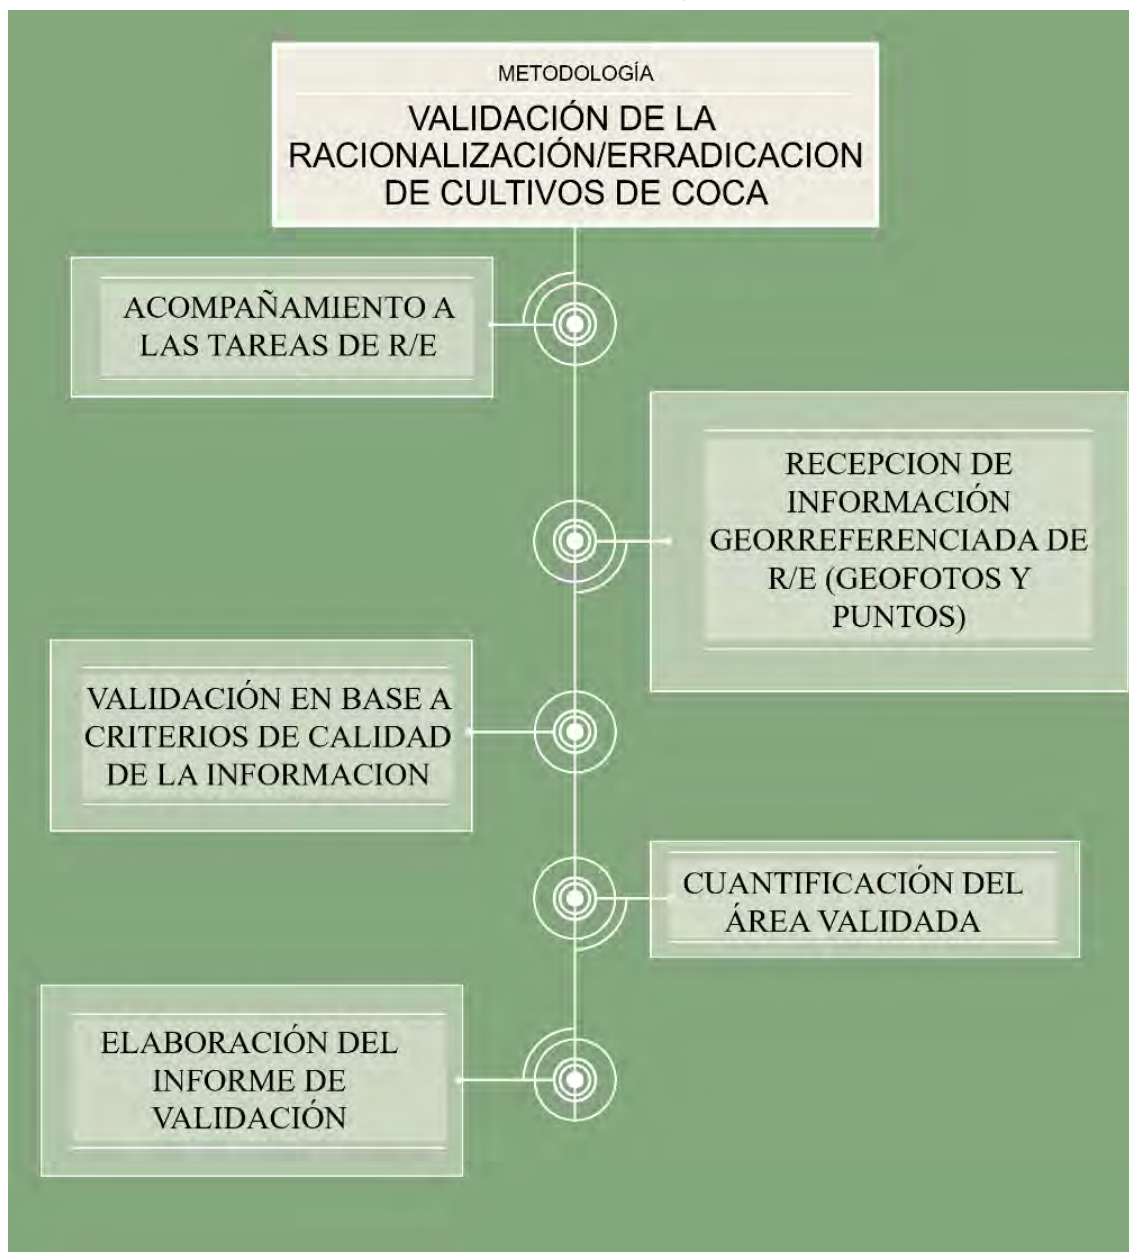 METODOLOGÍA
VALIDACIÓN DE LA
RACIONALIZACIÓN/ERRADICACION
DE CULTIVOS DE COCA
ACOMPAÑAMIENTO A
LAS TAREAS DE R/E
RECEPCION DE
INFORMACIÓN
GEORREFERENCIADA DE
R/E (GEOFOTOS Y
PUNTOS)
VALIDACIÓN EN BASE A
CRITERIOS DE CALIDAD
DE LA INFORMACION
CUANTIFICACIÓN DEL
ÁREA VALIDADA
ELABORACIÓN DEL
INFORME DE
VALIDACIÓN